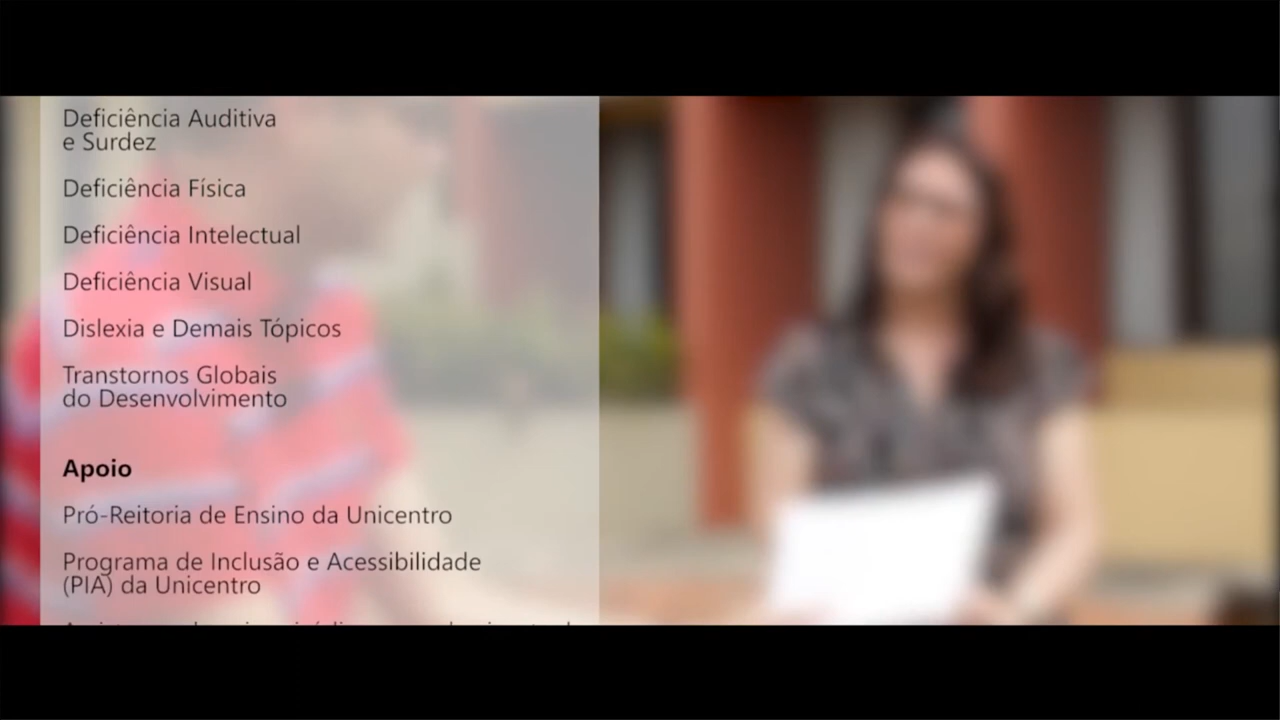 Deficiência Auditiva
e Surdez
Deficiência Física
Deficiência Intelectual
Deficiência Visual
Dislexia e Demais Tópicos
Transtornos Globais
do Desenvolvimento
Apoio
Pró-Reitoria de Ensino da Unicentro
Programa de Inclusão e Acessibilidade
(PIA) da Unicentro